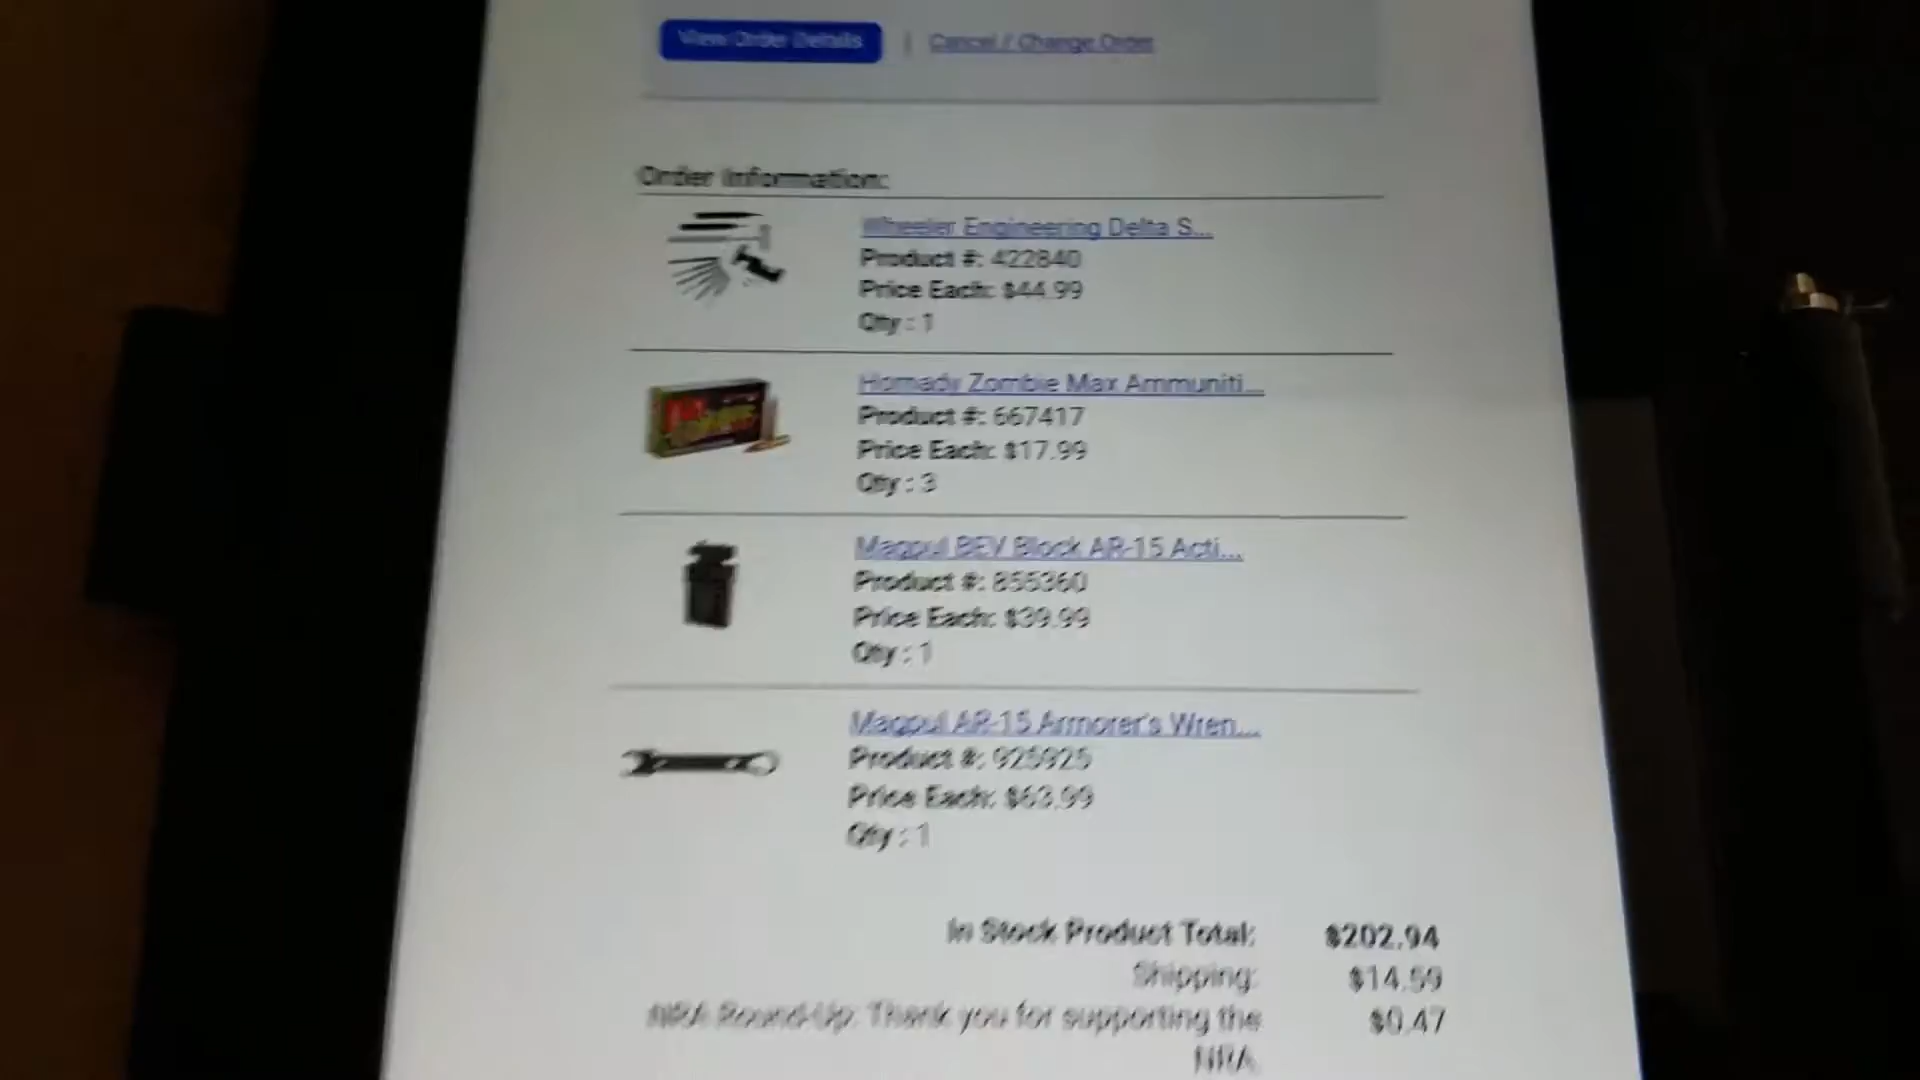 View Order Details | Cancel / Change Order
Order Information:
Wheeler Engineering Delta S...
Product #: 422840
Price Each: $44.99
Qty : 1
Hornady Zombie Max Ammuniti...
Product #: 667417
Price Each: $17.99
Qty : 3
Magpul BEV Block AR-15 Acti...
Product #: 855360
Price Each: $39.99
Qty : 1
Magpul AR-15 Armorer's Wren...
Product #: 925925
Price Each: $63.99
Qty : 1
In Stock Product Total: $202.94
Shipping: $14.59
NRA Round-Up: Thank you for supporting the $0.47
NRA